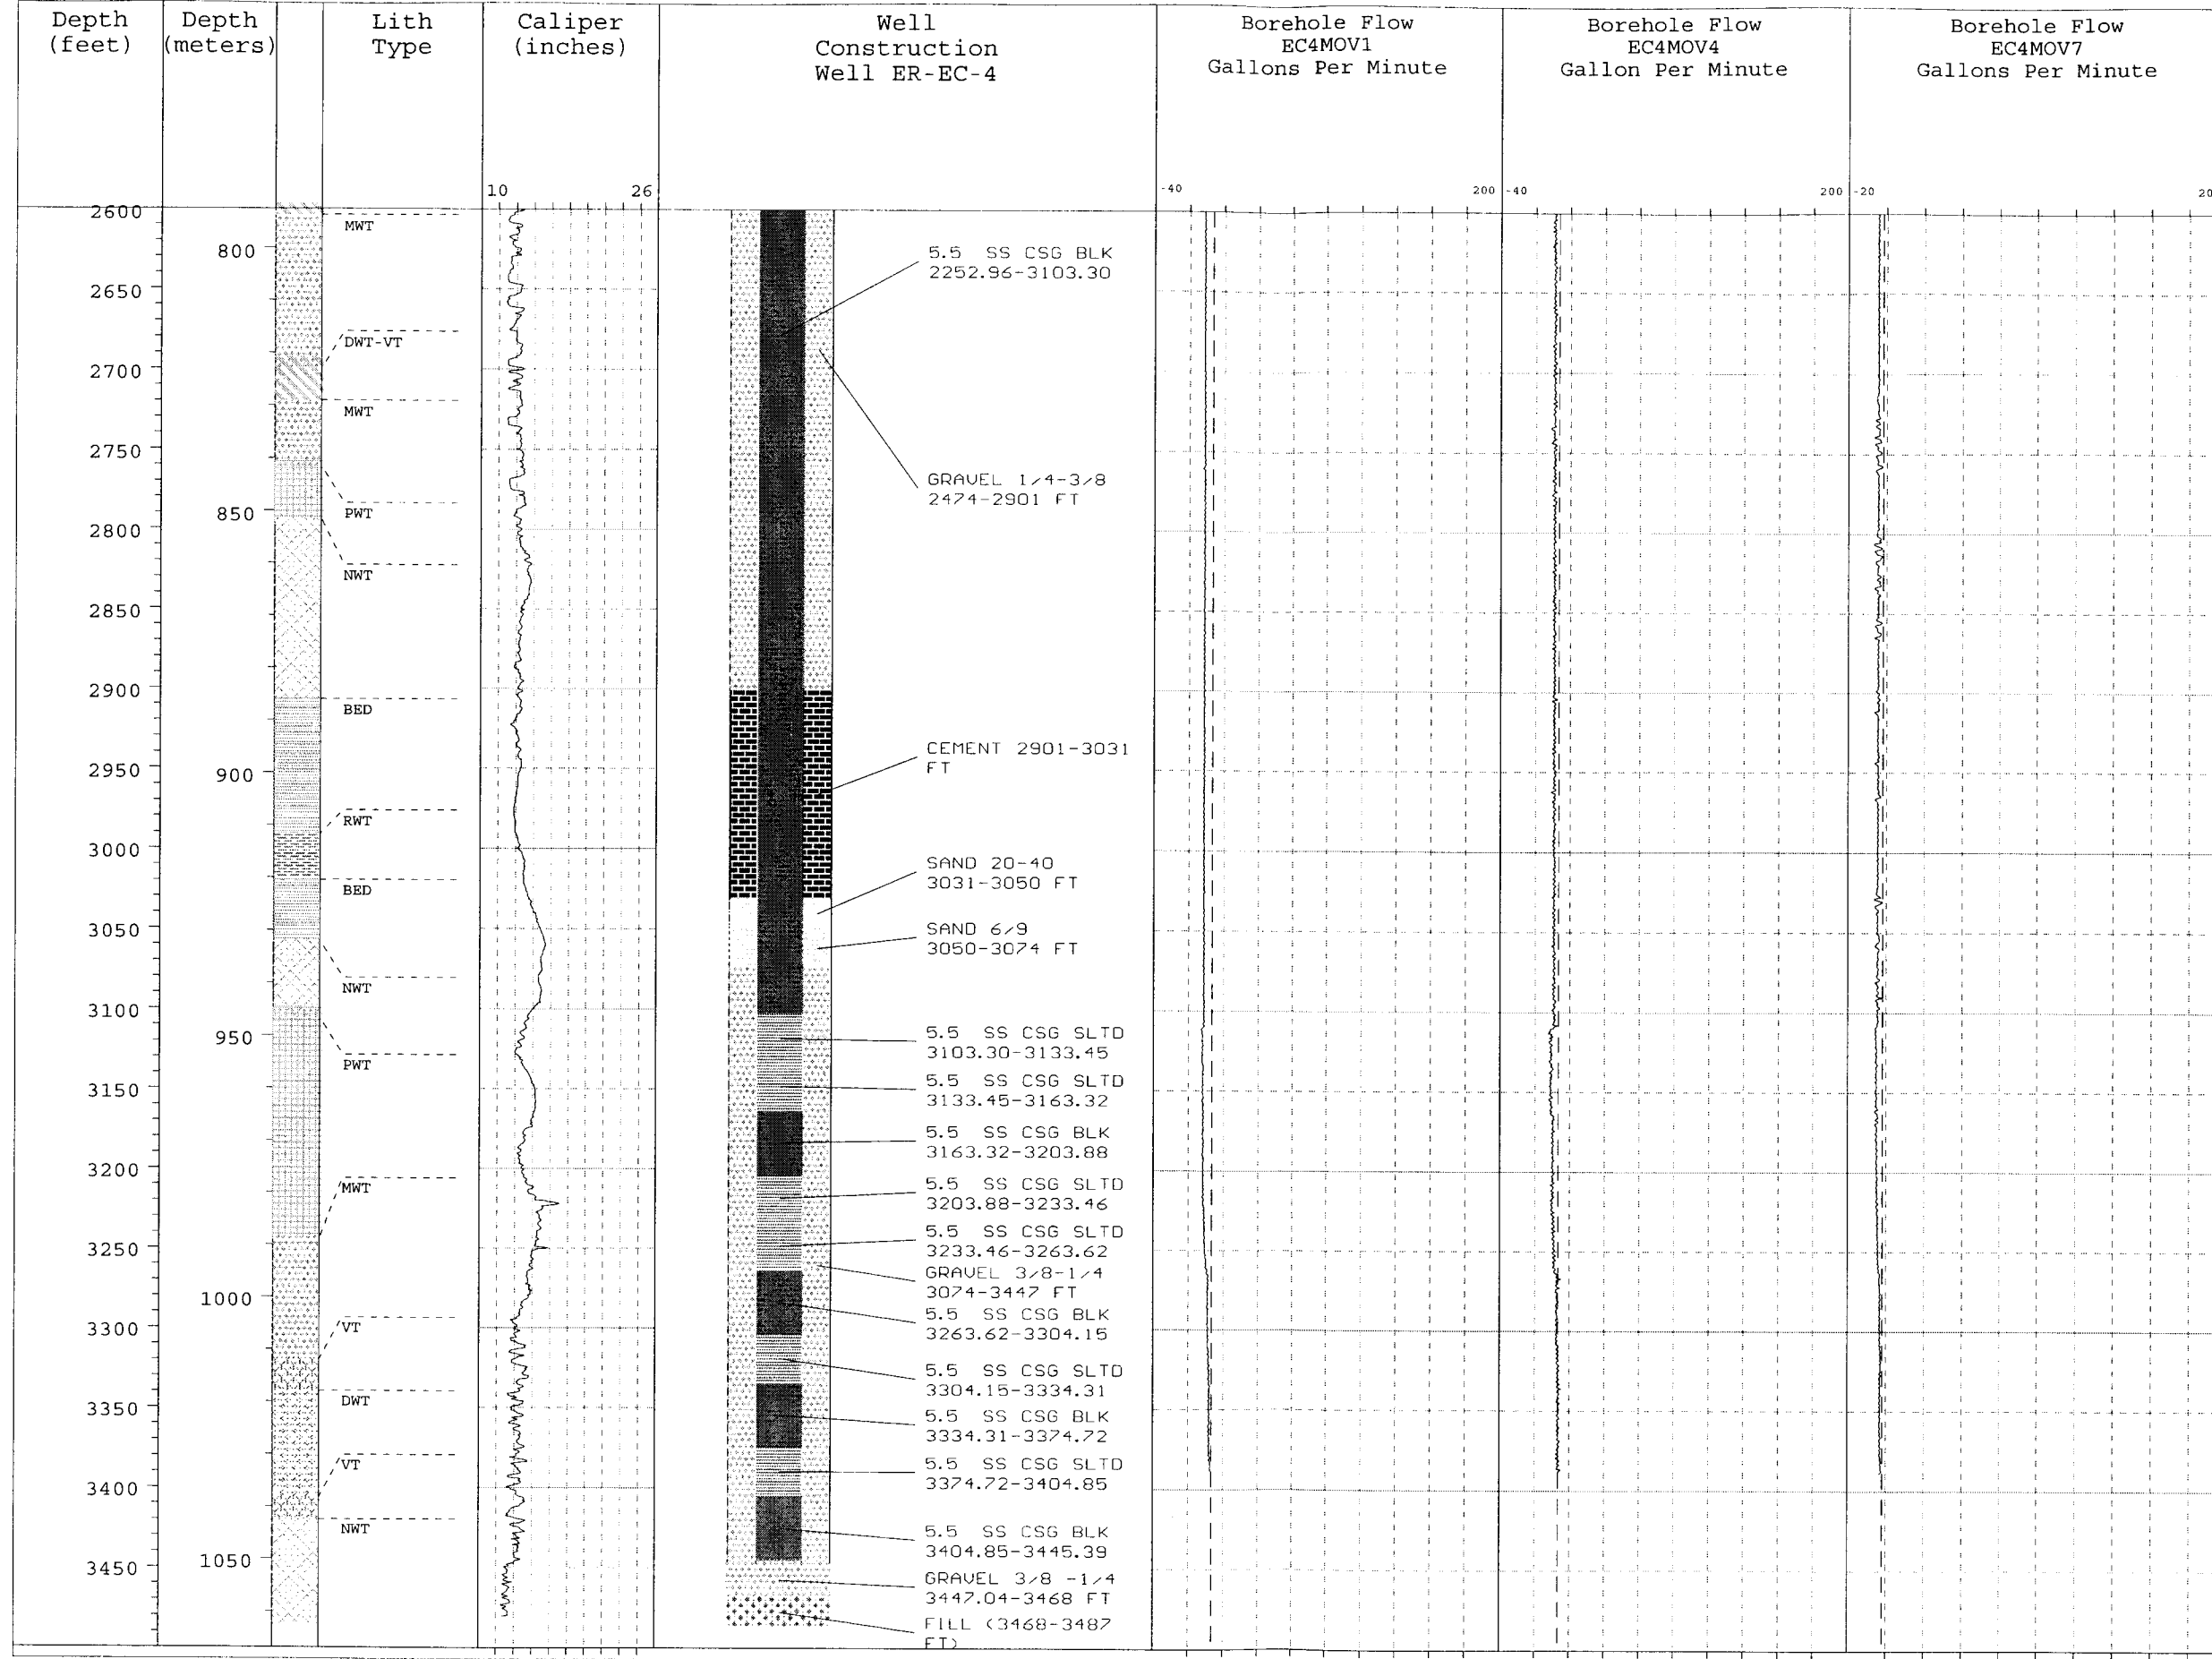 Depth
(feet)
Depth
(meters)
Lith
Type
Caliper
(inches)
Well
Construction
Well ER-EC-4
Borehole Flow
EC4MOV1
Gallons Per Minute
Borehole Flow
EC4MOV4
Gallon Per Minute
Borehole Flow
EC4MOV7
Gallons Per Minute
10 26
-40 200
-40 200
-20
2600
2650
2700
2750
2800
2850
2900
2950
3000
3050
3100
3150
3200
3250
3300
3350
3400
3450
800
850
900
950
1000
1050
MWT
DWT-VT
MWT
PWT
NWT
BED
RWT
BED
NWT
PWT
MWT
VT
DWT
VT
NWT
5.5 SS CSG BLK
2252.96-3103.30
GRAVEL 1/4-3/8
2474-2901 FT
CEMENT 2901-3031
FT
SAND 20-40
3031-3050 FT
SAND 6/9
3050-3074 FT
5.5 SS CSG SLTD
3103.30-3133.45
5.5 SS CSG SLTD
3133.45-3163.32
5.5 SS CSG BLK
3163.32-3203.88
5.5 SS CSG SLTD
3203.88-3233.46
5.5 SS CSG SLTD
3233.46-3263.62
GRAVEL 3/8-1/4
3074-3447 FT
5.5 SS CSG BLK
3263.62-3304.15
5.5 SS CSG SLTD
3304.15-3334.31
5.5 SS CSG BLK
3334.31-3374.72
5.5 SS CSG SLTD
3374.72-3404.85
5.5 SS CSG BLK
3404.85-3445.39
GRAVEL 3/8 -1/4
3447.04-3468 FT
FILL (3468-3487
FT)